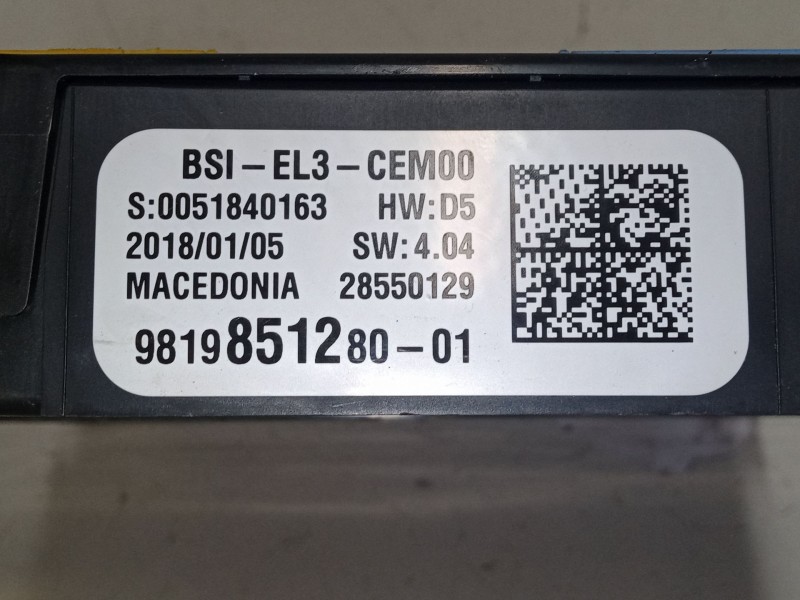 BSI-EL3-CEM00
S:0051840163 HW:D5
2018/01/05 SW:4.04
MACEDONIA 28550129
9819851280-01